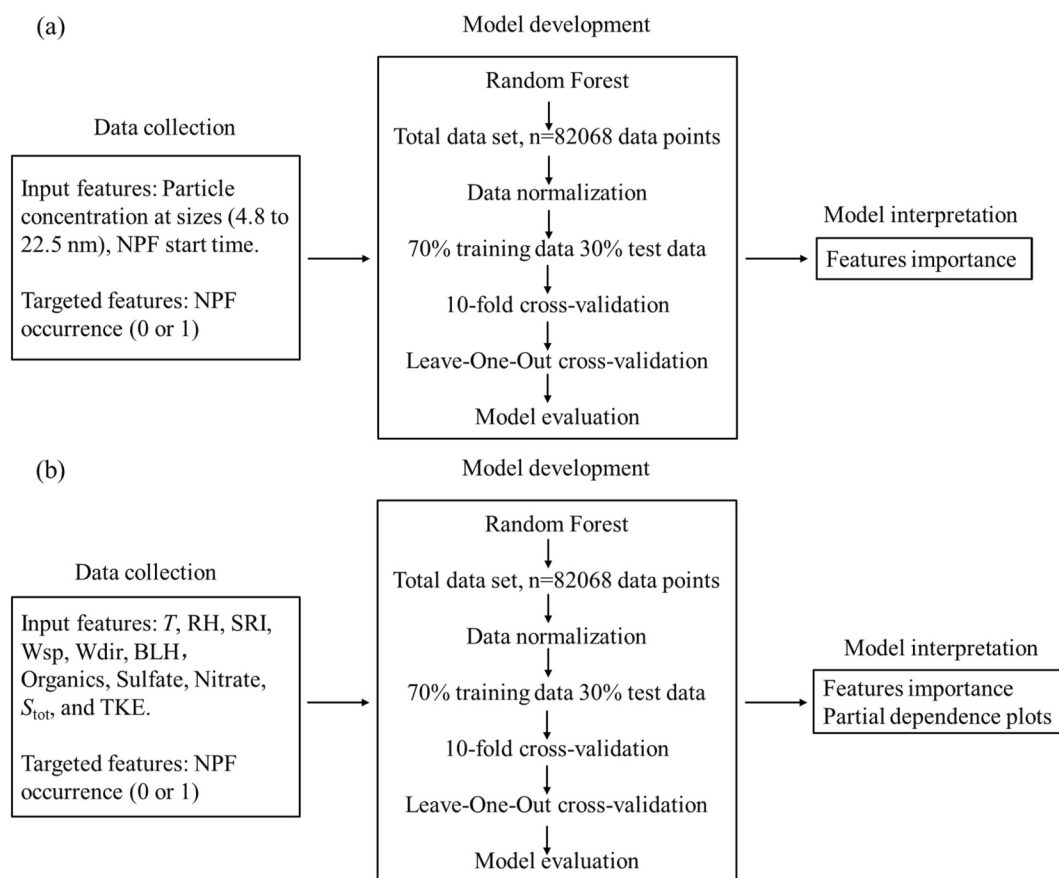 (a)
Model development
Random Forest
Total data set, n=82068 data points
Data normalization
70% training data 30% test data
10-fold cross-validation
Leave-One-Out cross-validation
Model evaluation
Data collection
Input features: Particle
concentration at sizes (4.8 to
22.5 nm), NPF start time.
Targeted features: NPF
occurrence (0 or 1)
Model interpretation
Features importance
(b)
Model development
Random Forest
Total data set, n=82068 data points
Data normalization
70% training data 30% test data
10-fold cross-validation
Leave-One-Out cross-validation
Model evaluation
Data collection
Input features: T, RH, SRI,
Wsp, Wdir, BLH，
Organics, Sulfate, Nitrate,
Stot, and TKE.
Targeted features: NPF
occurrence (0 or 1)
Model interpretation
Features importance
Partial dependence plots